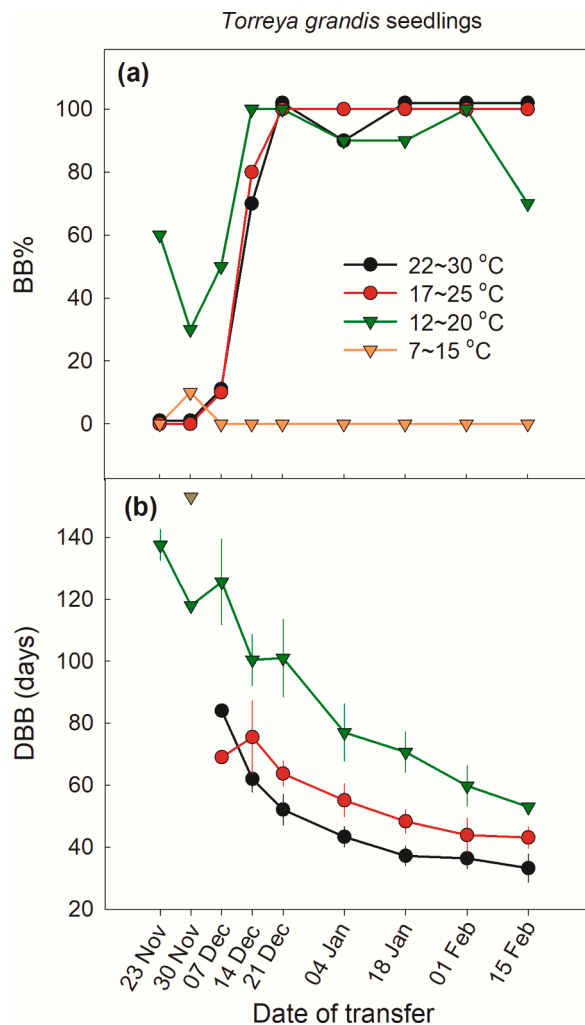 Torreya grandis seedlings
(a)
100
80
60
40
20
0
BB%
22~30 °C
17~25 °C
12~20 °C
7~15 °C
(b)
140
120
100
80
60
40
20
DBB (days)
23 Nov
30 Nov
07 Dec
14 Dec
21 Dec
04 Jan
18 Jan
01 Feb
15 Feb
Date of transfer